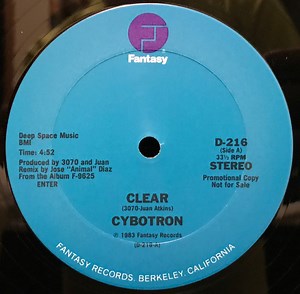 F
Fantasy
Deep Space Music
BMI
Time: 4:52
Produced by 3070 and Juan
Remix by Jose "Animal" Diaz
From the Album F-9625
ENTER
D-216
(Side A)
33⅓ RPM
STEREO
Promotional Copy
Not for Sale
CLEAR
(3070-Juan Atkins)
CYBOTRON
℗ 1983 Fantasy Records
(D-216-A)
FANTASY RECORDS, BERKELEY, CALIFORNIA